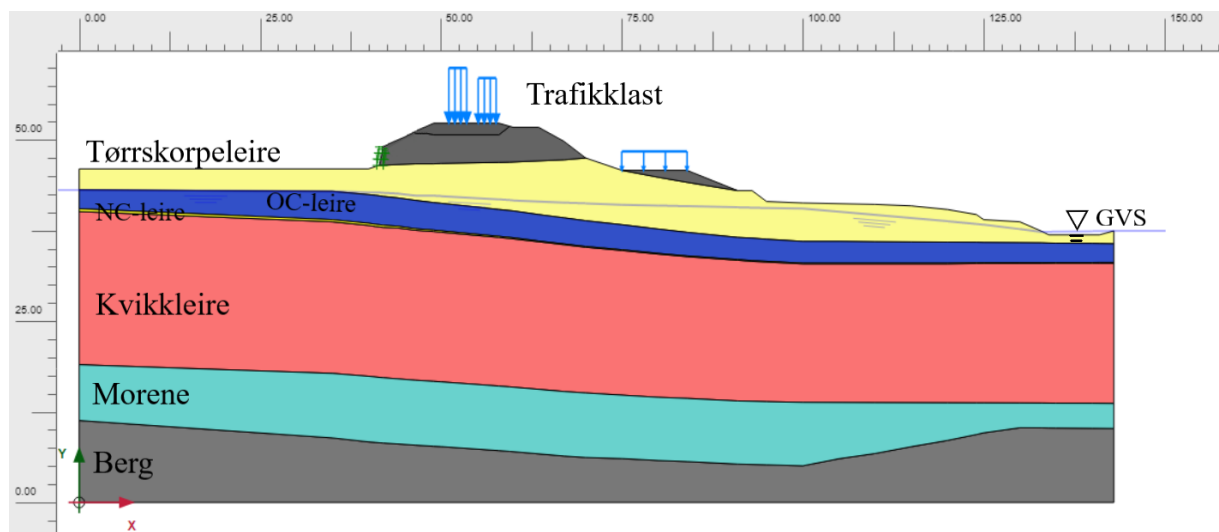 0.00 25.00 50.00 75.00 100.00 125.00 150.00
Trafikklast
50.00
Tørrskorpeleire
NC-leire
OC-leire
GVS
25.00
Kvikkleire
Morene
Berg
Y
0.00
X